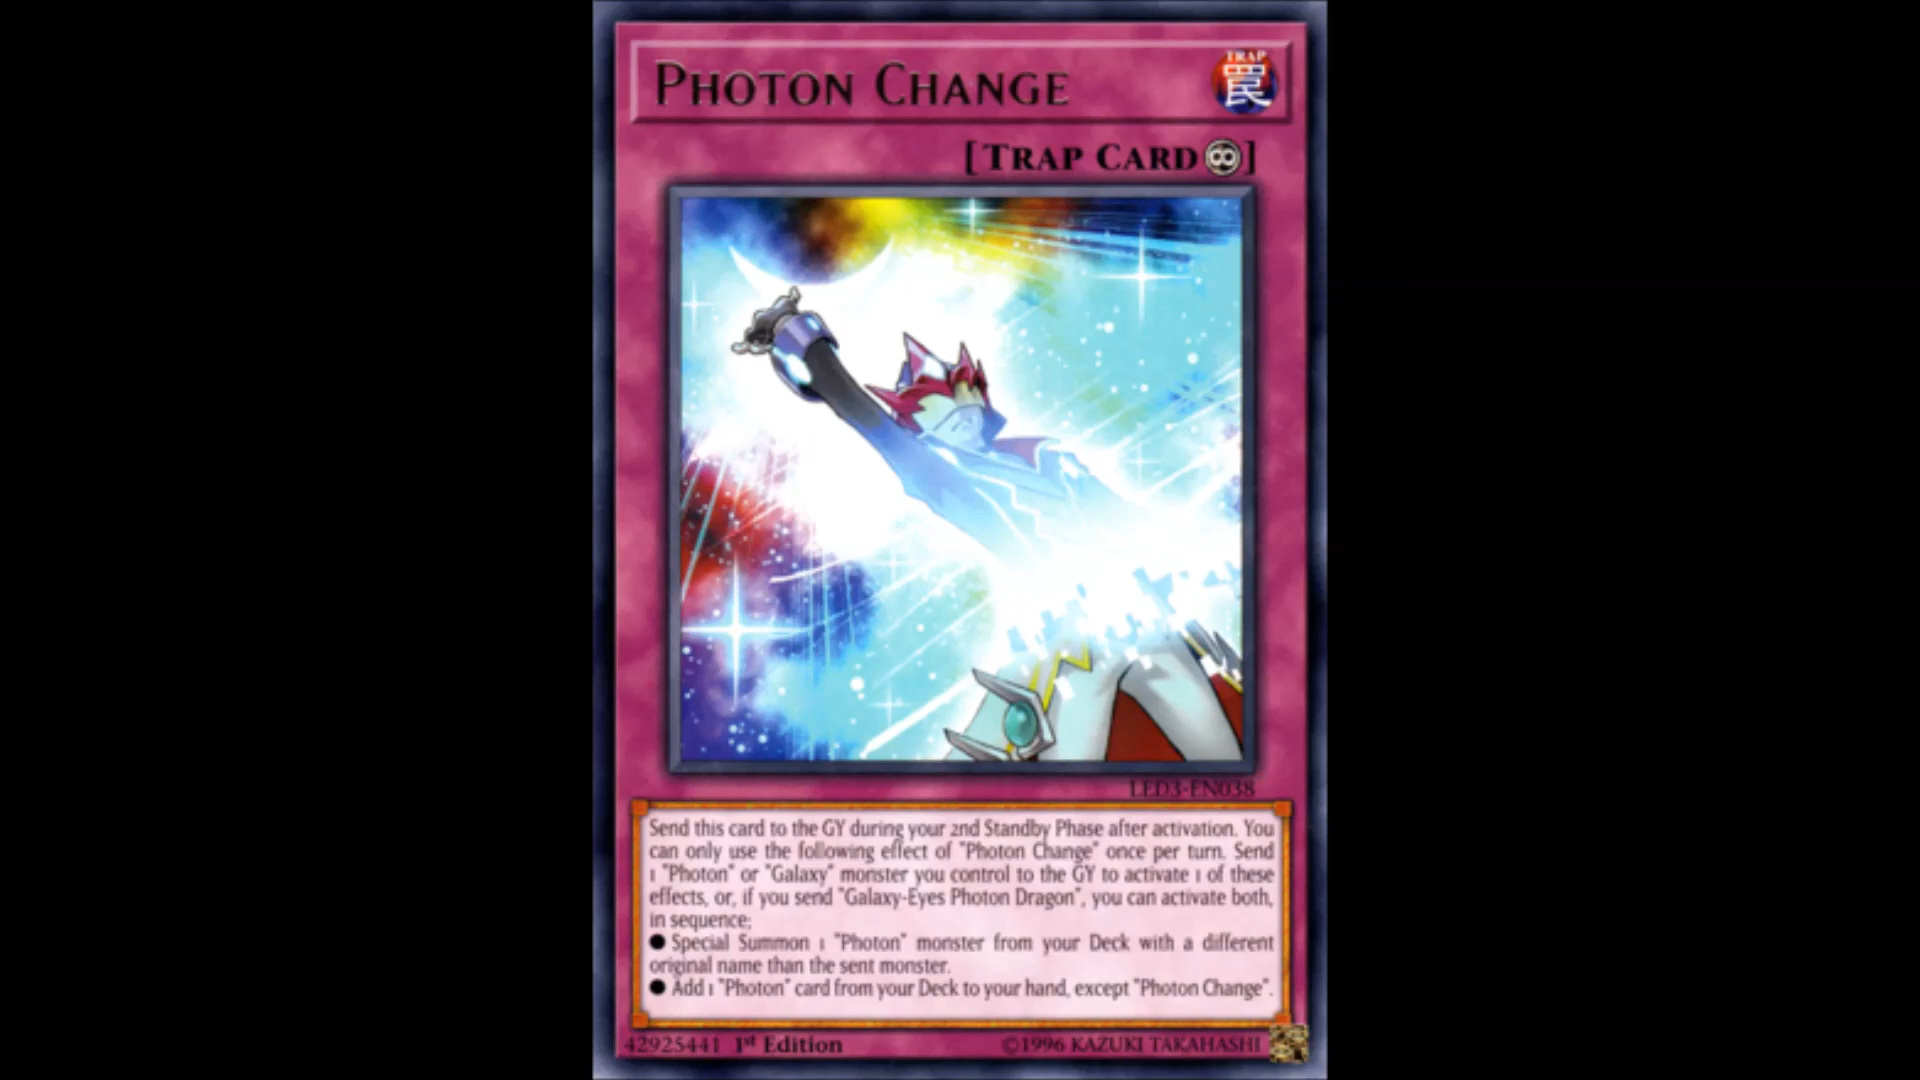 PHOTON CHANGE
TRAP
罠
[TRAP CARD]
LED3-EN038
Send this card to the GY during your 2nd Standby Phase after activation. You
can only use the following effect of "Photon Change" once per turn. Send
1 "Photon" or "Galaxy" monster you control to the GY to activate 1 of these
effects, or, if you send "Galaxy-Eyes Photon Dragon", you can activate both,
in sequence;
● Special Summon 1 "Photon" monster from your Deck with a different
original name than the sent monster.
● Add 1 "Photon" card from your Deck to your hand, except "Photon Change".
42925441 1st Edition ©1996 KAZUKI TAKAHASHI